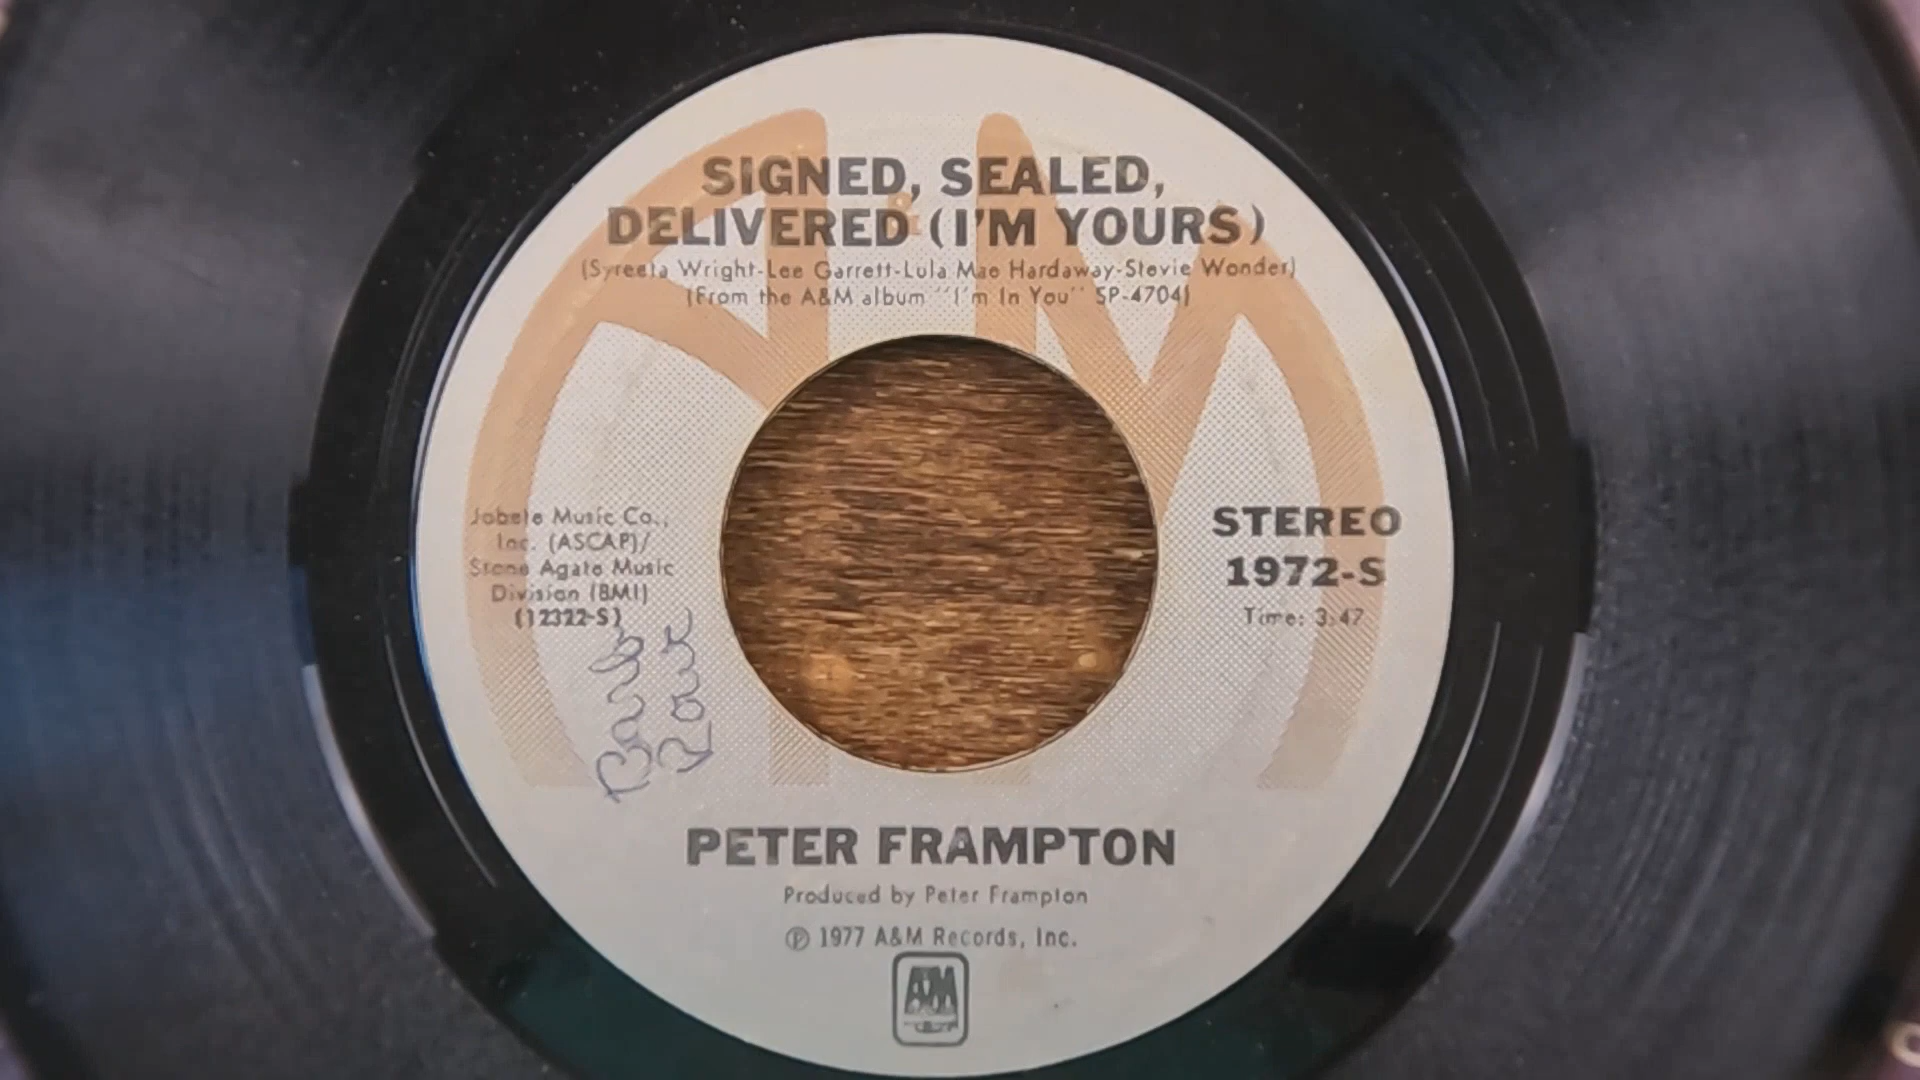 SIGNED, SEALED,
DELIVERED (I'M YOURS)
(Syreeta Wright-Lee Garrett-Lula Mae Hardaway-Stevie Wonder)
(From the A&M album "I'm In You" SP-4704)
Jobete Music Co.,
Inc. (ASCAP)/
Stone Agate Music
Division (BMI)
(12322-S)
STEREO
1972-S
Time: 3:47
Barb
PETER FRAMPTON
Produced by Peter Frampton
℗ 1977 A&M Records, Inc.
A&M